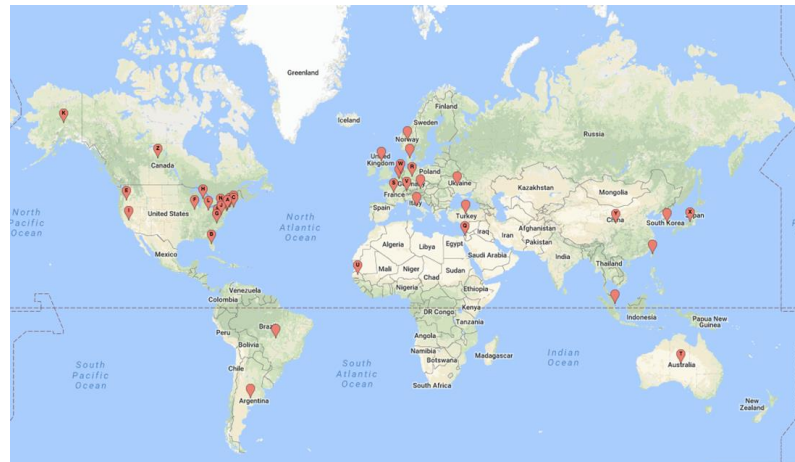 Greenland
Iceland
Finland
Sweden
Norway
Russia
Canada
United
Kingdom
Poland
Germany
Ukraine
France
Kazakhstan
Mongolia
Spain
Italy
Turkey
China
South Korea
Japan
United States
North
Pacific
Ocean
North
Atlantic
Ocean
Iraq
Iran
Afghanistan
Pakistan
Algeria
Libya
Egypt
Saudi Arabia
India
Mexico
Mali
Niger
Chad
Sudan
Thailand
Nigeria
Ethiopia
Venezuela
Colombia
DR Congo
Kenya
Indonesia
Papua New
Guinea
Tanzania
Peru
Brazil
Bolivia
Angola
Namibia
Botswana
Madagascar
South
Pacific
Ocean
South
Atlantic
Ocean
Indian
Ocean
Chile
Australia
South Africa
Argentina
New
Zealand
K
Z
E
I
F
H
L
G
A
C
B
U
W
R
S
V
Q
Y
X
T